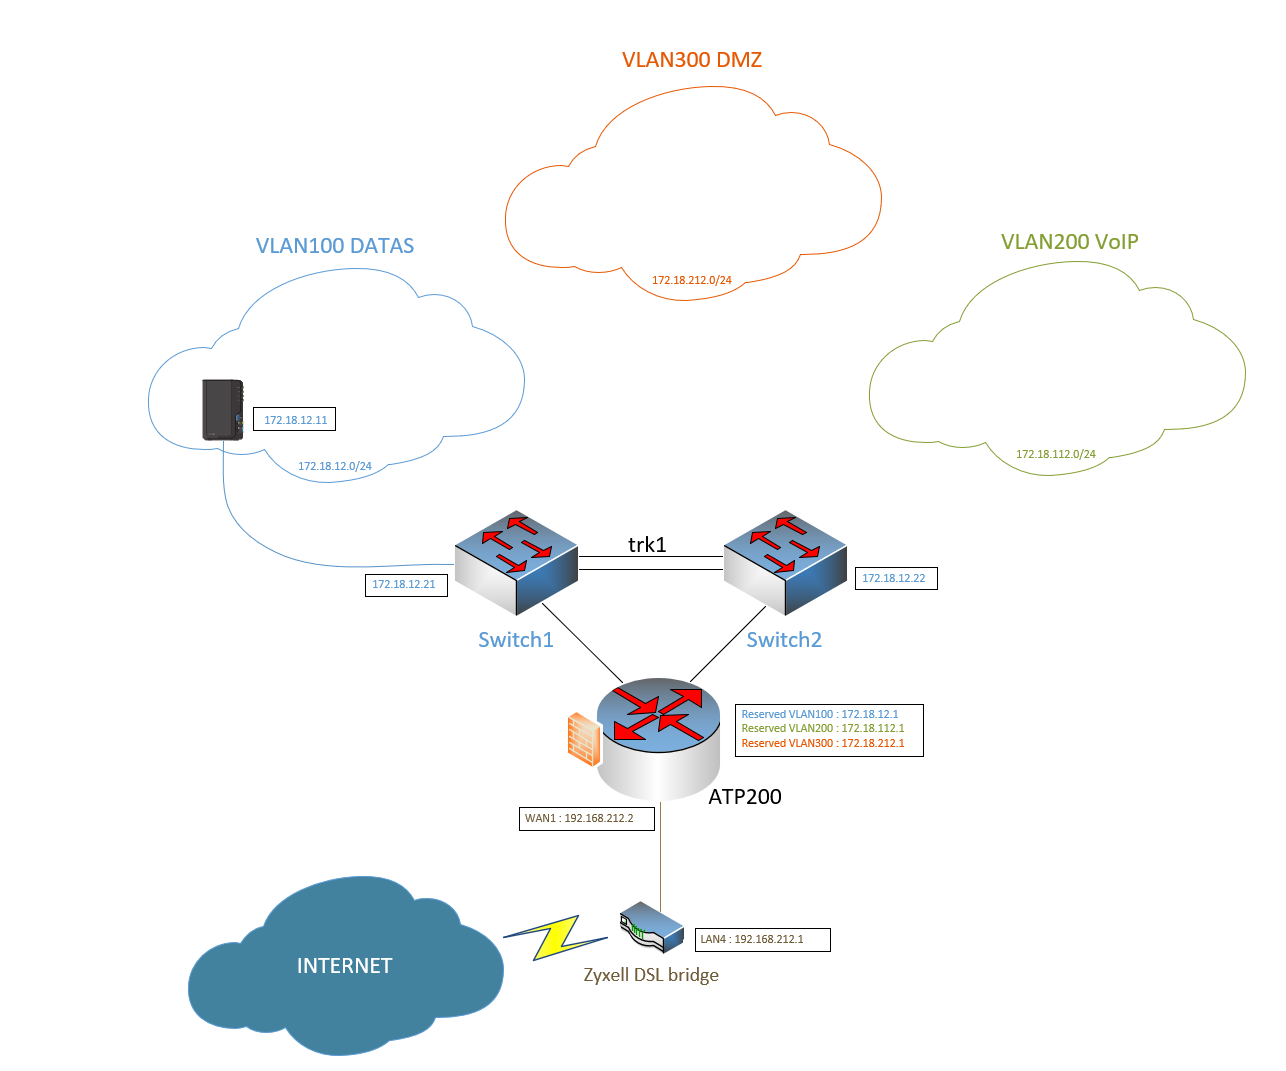 VLAN300 DMZ
172.18.212.0/24
VLAN100 DATAS
172.18.12.11
172.18.12.0/24
VLAN200 VoIP
172.18.112.0/24
trk1
172.18.12.21
172.18.12.22
Switch1
Switch2
Reserved VLAN100 : 172.18.12.1
Reserved VLAN200 : 172.18.112.1
Reserved VLAN300 : 172.18.212.1
ATP200
WAN1 : 192.168.212.2
LAN4 : 192.168.212.1
Zyxell DSL bridge
INTERNET